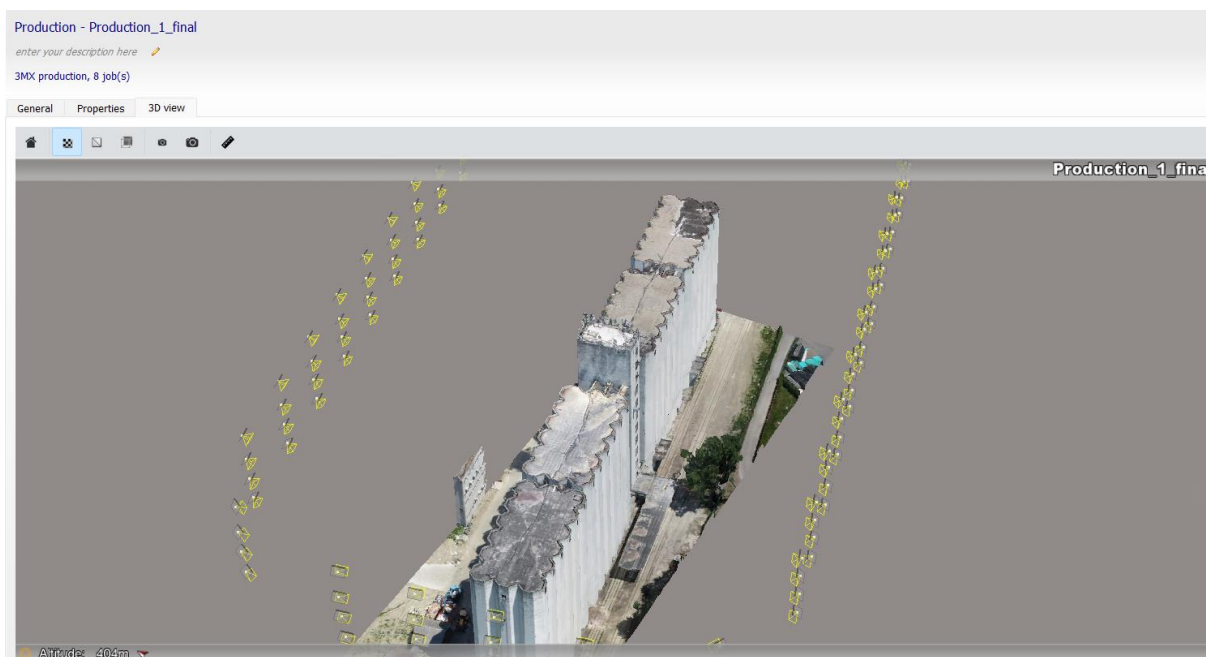 Production - Production_1_final
enter your description here
3MX production, 8 job(s)
General Properties 3D view
Production_1_fina
Altitude: 404m